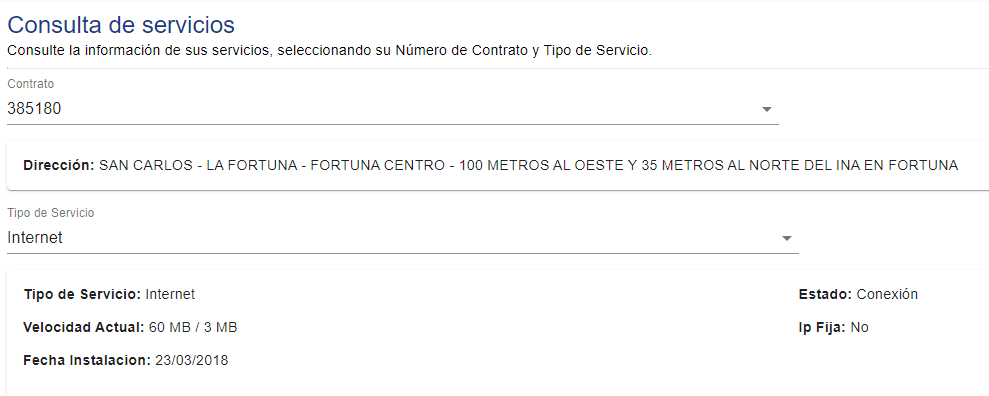 Consulta de servicios
Consulte la información de sus servicios, seleccionando su Número de Contrato y Tipo de Servicio.
Contrato
385180
Dirección: SAN CARLOS - LA FORTUNA - FORTUNA CENTRO - 100 METROS AL OESTE Y 35 METROS AL NORTE DEL INA EN FORTUNA
Tipo de Servicio
Internet
Tipo de Servicio: Internet
Estado: Conexión
Velocidad Actual: 60 MB / 3 MB
Ip Fija: No
Fecha Instalacion: 23/03/2018